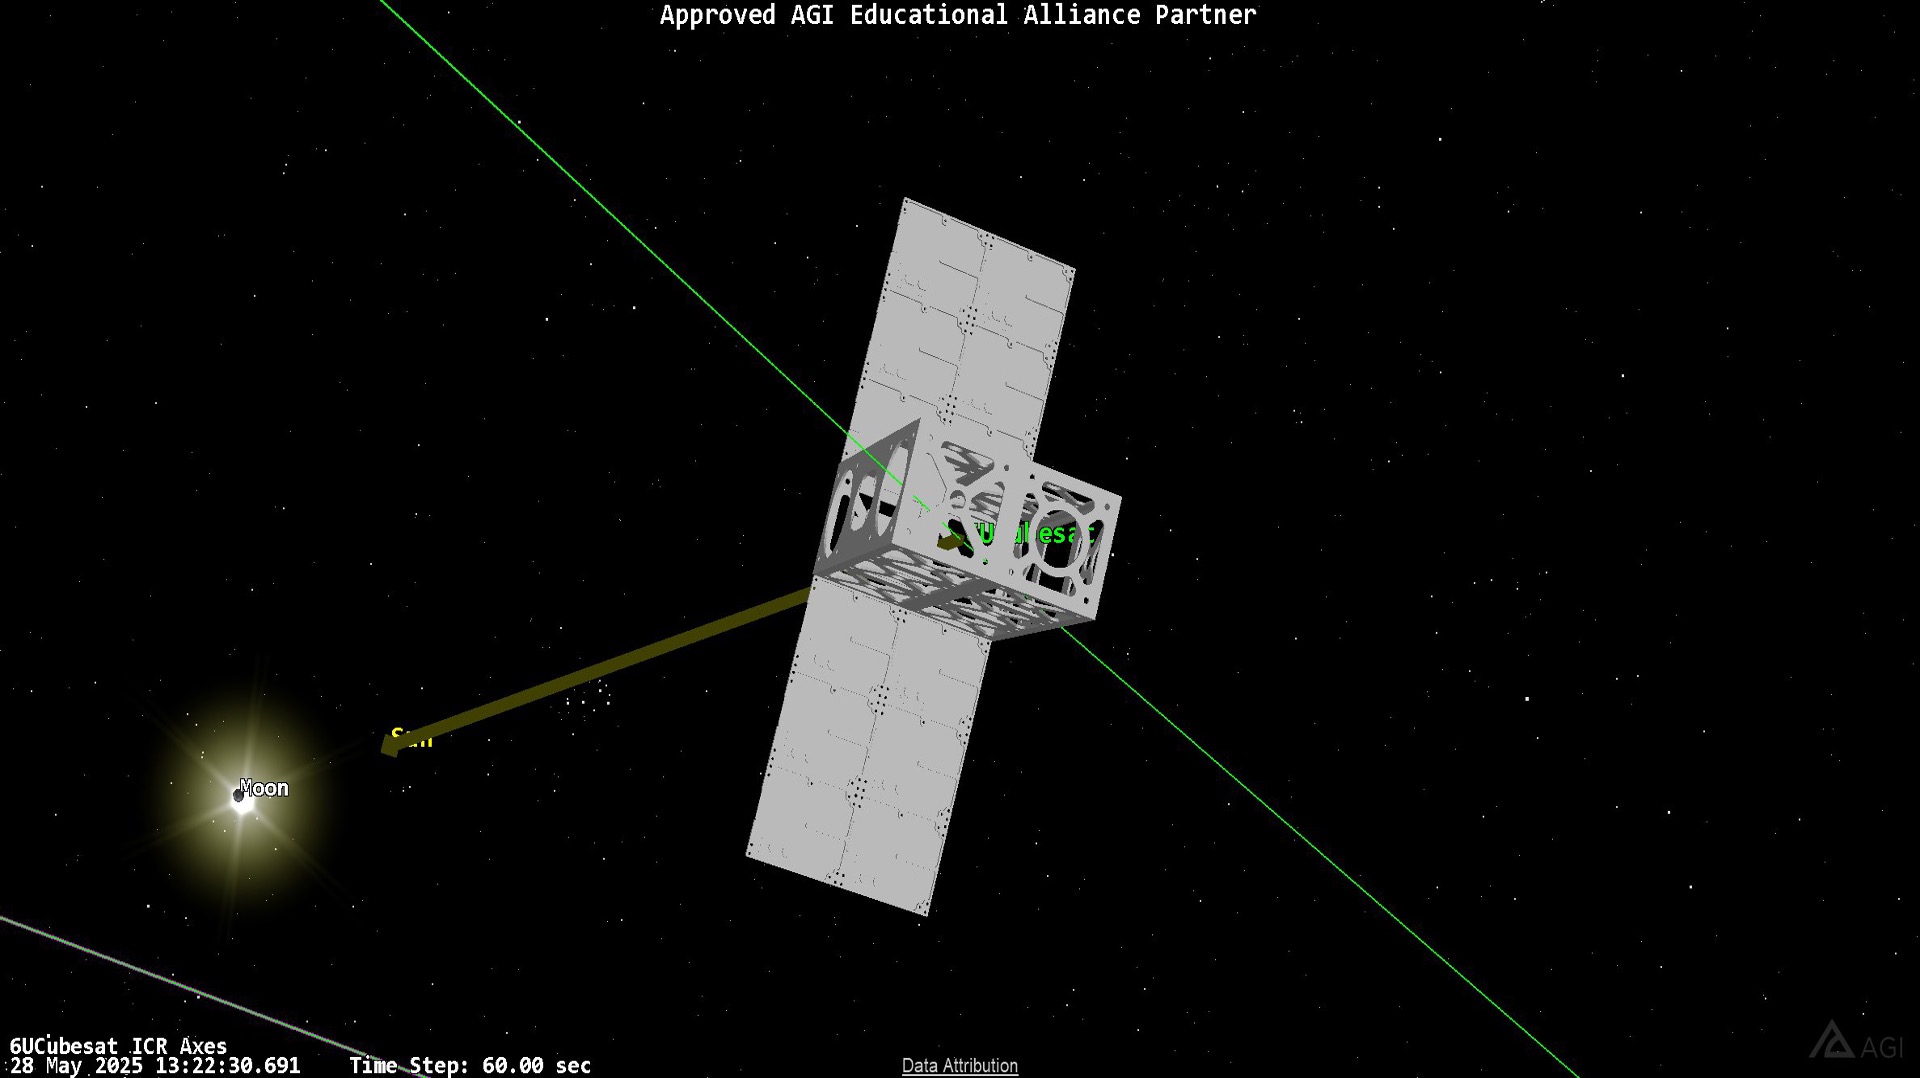 Approved AGI Educational Alliance Partner
Sun
Moon
6UCubesat ICR Axes
28 May 2025 13:22:30.691 Time Step: 60.00 sec
Data Attribution
AGI